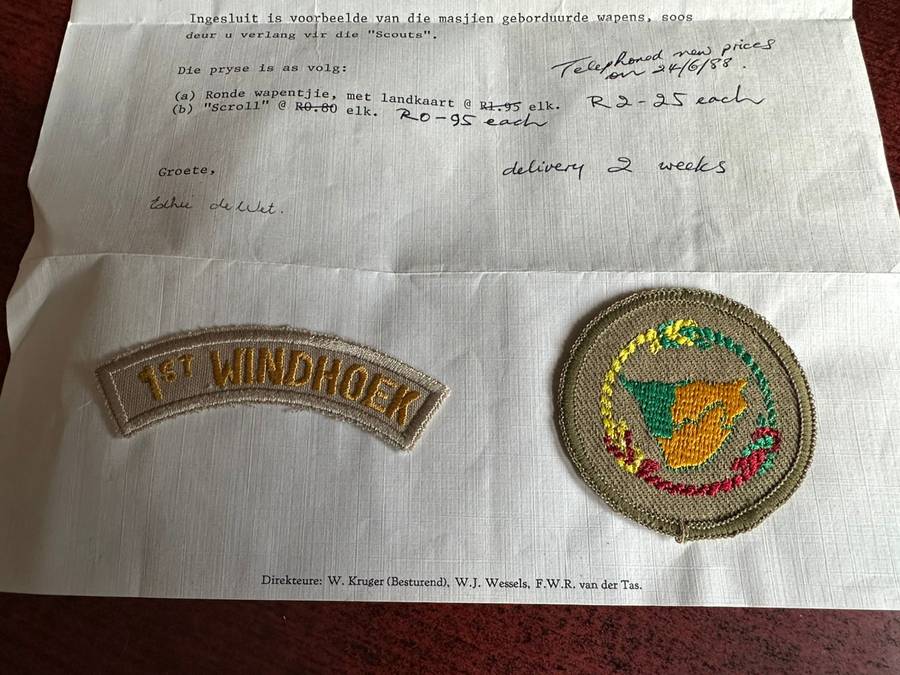 Ingesluit is voorbeelde van die masjien geborduurde wapens, soos
deur u verlang vir die "Scouts".
Telephoned new prices
on 24/6/88.
Die pryse is as volg:
(a) Ronde wapentjie, met landkaart @ R1.95 elk. R2-25 each
(b) "Scroll" @ R0.80 elk. R0-95 each
Groete,
delivery 2 weeks
de Wet.
1ST WINDHOEK
Direkteure: W. Kruger (Besturend), W.J. Wessels, F.W.R. van der Tas.